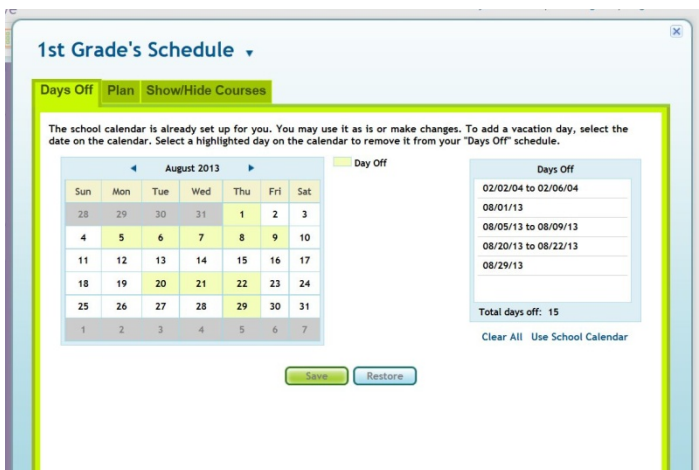 1st Grade's Schedule
Days Off Plan Show/Hide Courses
The school calendar is already set up for you. You may use it as is or make changes. To add a vacation day, select the
date on the calendar. Select a highlighted day on the calendar to remove it from your "Days Off" schedule.
August 2013
Day Off
Sun Mon Tue Wed Thu Fri Sat
28 29 30 31 1 2 3
4 5 6 7 8 9 10
11 12 13 14 15 16 17
18 19 20 21 22 23 24
25 26 27 28 29 30 31
1 2 3 4 5 6 7
Days Off
02/02/04 to 02/06/04
08/01/13
08/05/13 to 08/09/13
08/20/13 to 08/22/13
08/29/13
Total days off: 15
Clear All Use School Calendar
Save Restore